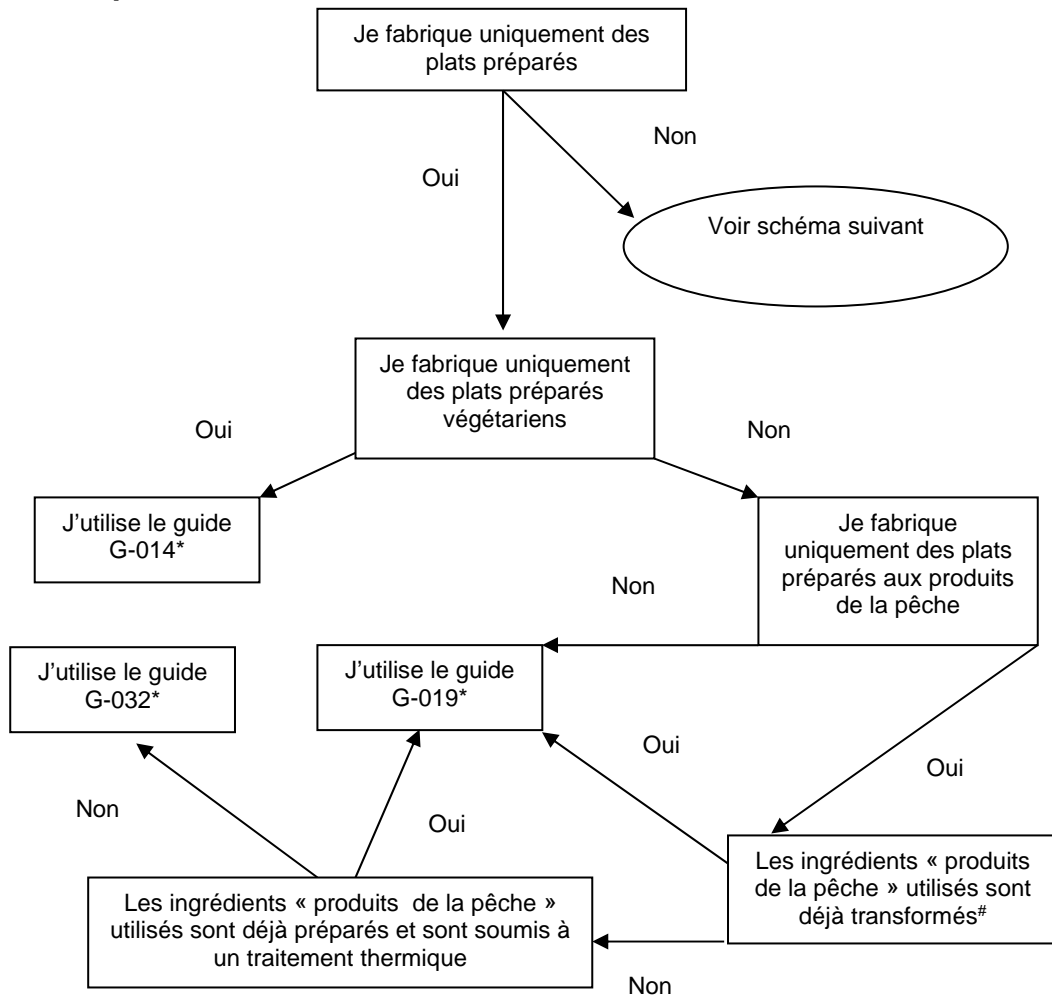 Je fabrique uniquement des
plats préparés
Non
Oui
Voir schéma suivant
Je fabrique uniquement
des plats préparés
végétariens
Oui
Non
J'utilise le guide
G-014*
Je fabrique
uniquement des plats
préparés aux produits
de la pêche
Non
J'utilise le guide
G-032*
J'utilise le guide
G-019*
Oui
Oui
Non
Oui
Les ingrédients « produits
de la pêche » utilisés sont
déjà transformés#
Les ingrédients « produits de la pêche »
utilisés sont déjà préparés et sont soumis à
un traitement thermique
Non